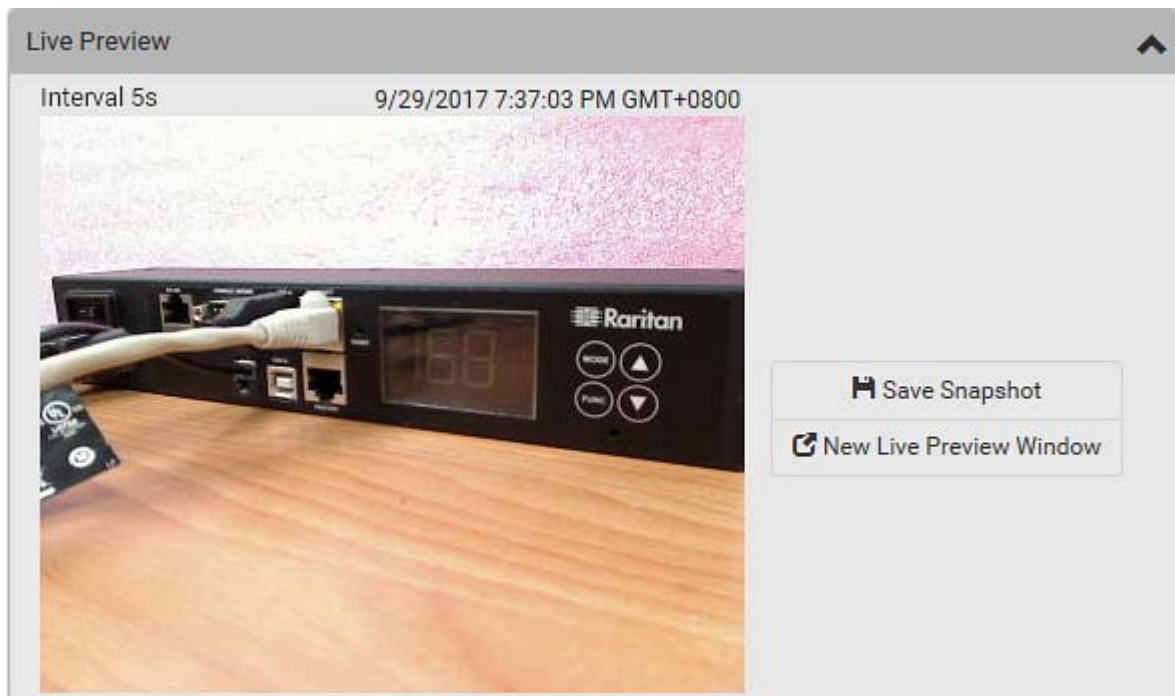 Live Preview
Interval 5s
9/29/2017 7:37:03 PM GMT+0800
Raritan
MODE
FUNC
Save Snapshot
New Live Preview Window